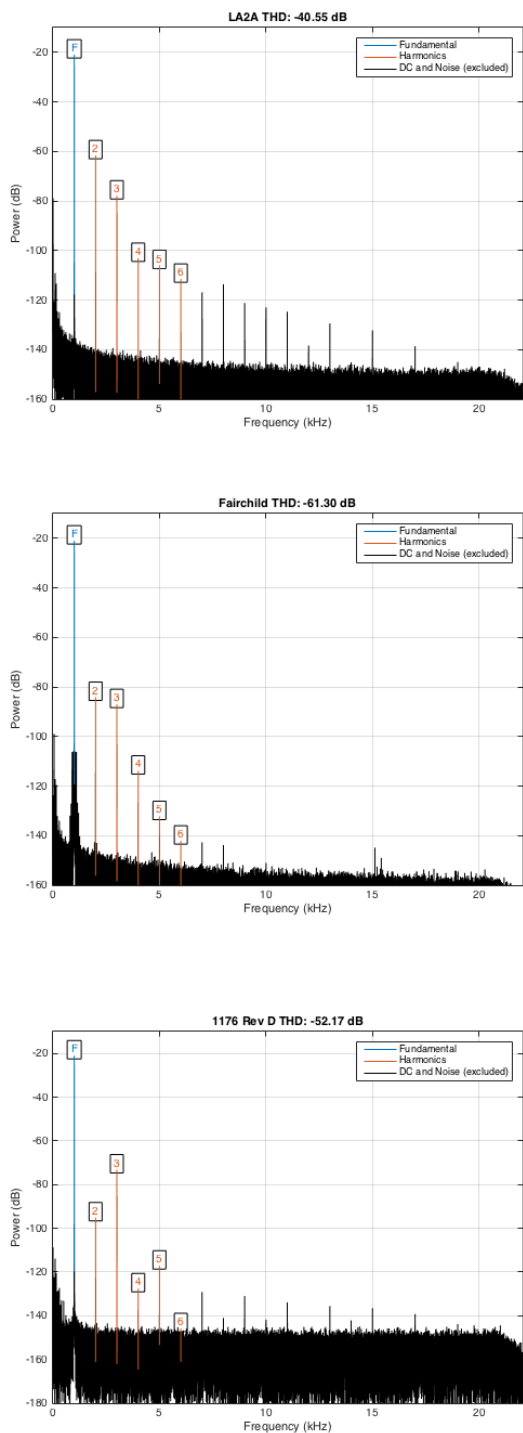 LA2A THD: -40.55 dB
Fundamental
Harmonics
DC and Noise (excluded)
F
2
3
4
5
6
-20
-40
-60
-80
-100
-120
-140
-160
Power (dB)
0
5
10
15
20
Frequency (kHz)
Fairchild THD: -61.30 dB
Fundamental
Harmonics
DC and Noise (excluded)
F
2
3
4
5
6
-20
-40
-60
-80
-100
-120
-140
-160
Power (dB)
0
5
10
15
20
Frequency (kHz)
1176 Rev D THD: -52.17 dB
Fundamental
Harmonics
DC and Noise (excluded)
F
2
3
4
5
6
-20
-40
-60
-80
-100
-120
-140
-160
-180
Power (dB)
0
5
10
15
20
Frequency (kHz)